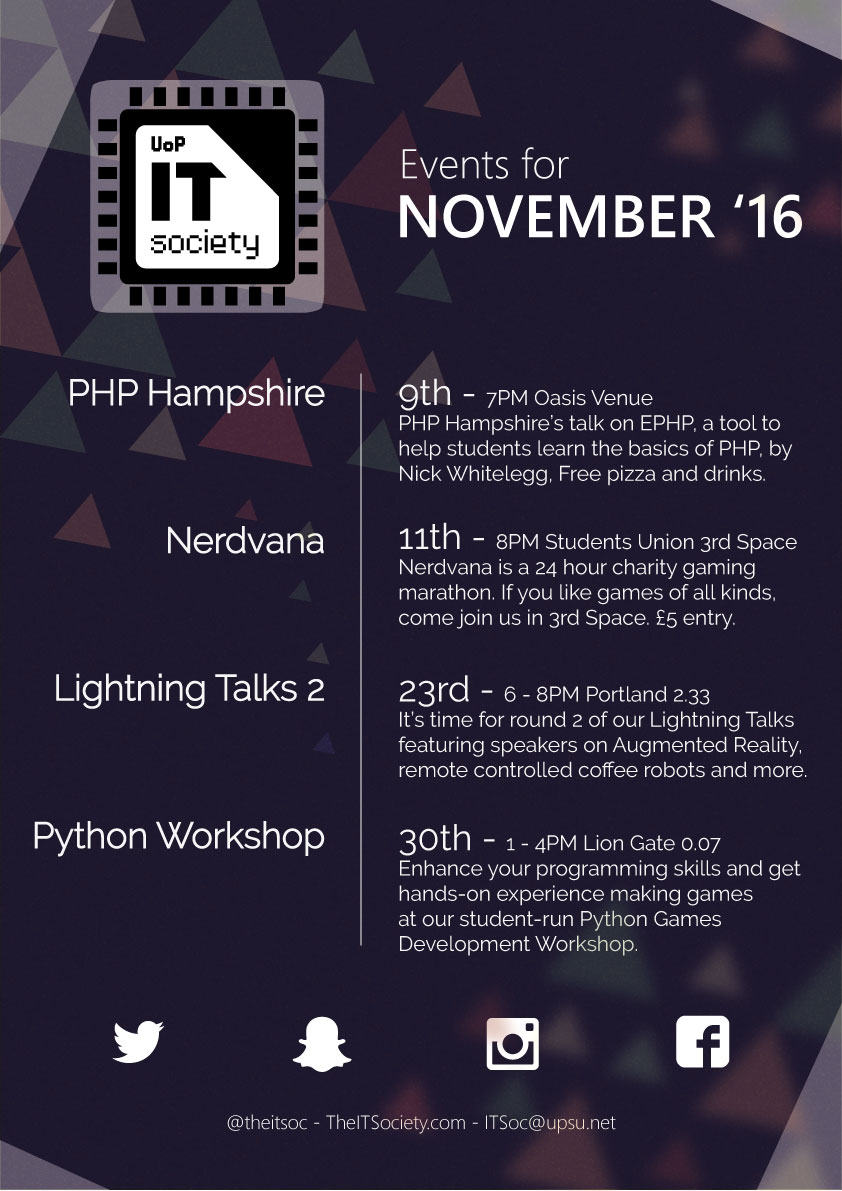 UoP
IT
society
Events for
NOVEMBER ‘16
PHP Hampshire
9th - 7PM Oasis Venue
PHP Hampshire’s talk on EPHP, a tool to
help students learn the basics of PHP, by
Nick Whitelegg, Free pizza and drinks.
Nerdvana
11th - 8PM Students Union 3rd Space
Nerdvana is a 24 hour charity gaming
marathon. If you like games of all kinds,
come join us in 3rd Space. £5 entry.
Lightning Talks 2
23rd - 6 - 8PM Portland 2.33
It’s time for round 2 of our Lightning Talks
featuring speakers on Augmented Reality,
remote controlled coffee robots and more.
Python Workshop
30th - 1 - 4PM Lion Gate 0.07
Enhance your programming skills and get
hands-on experience making games
at our student-run Python Games
Development Workshop.
@theitsoc - TheITSociety.com - ITSoc@upsu.net